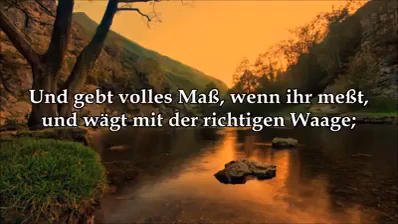 Und gebt volles Maß, wenn ihr meßt,
und wägt mit der richtigen Waage;